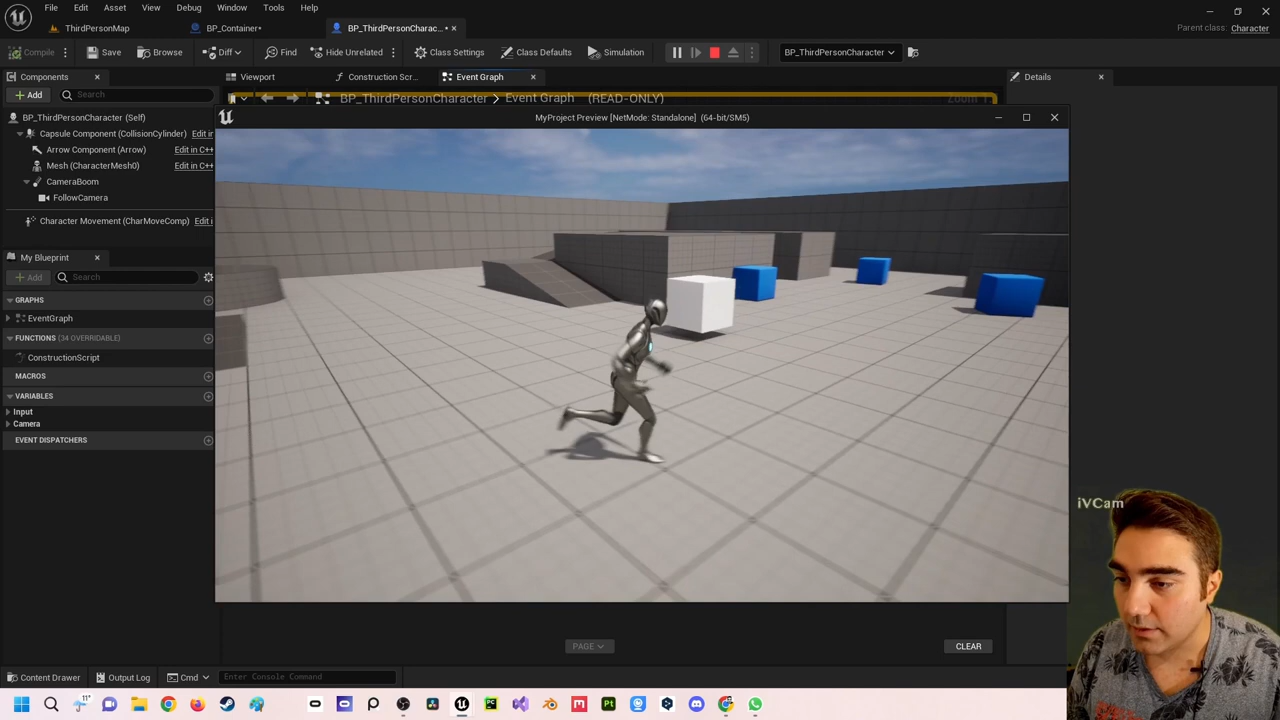 File Edit Asset View Debug Window Tools Help
ThirdPersonMap BP_Container* BP_ThirdPersonCharac...*
Parent class: Character
Compile Save Browse Diff Find Hide Unrelated Class Settings Class Defaults Simulation BP_ThirdPersonCharacter
Components Viewport Construction Scr... Event Graph Details
Add Search BP_ThirdPersonCharacter > Event Graph (READ-ONLY) Zoom
BP_ThirdPersonCharacter (Self)
MyProject Preview [NetMode: Standalone] (64-bit/SM5)
Capsule Component (CollisionCylinder) Edit in
Arrow Component (Arrow) Edit in C++
Mesh (CharacterMesh0) Edit in C++
CameraBoom
FollowCamera
Character Movement (CharMoveComp) Edit i
My Blueprint
Add Search
GRAPHS
EventGraph
FUNCTIONS (34 OVERRIDABLE)
ConstructionScript
MACROS
VARIABLES
Input
Camera
EVENT DISPATCHERS
iVCam
PAGE CLEAR
Content Drawer Output Log Cmd Enter Console Command
11°